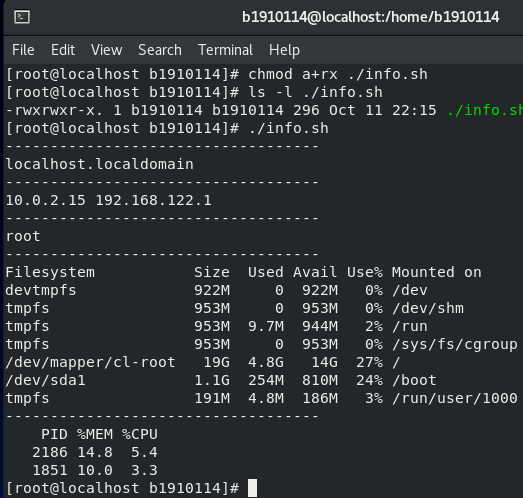 b1910114@localhost:/home/b1910114
File Edit View Search Terminal Help
[root@localhost b1910114]# chmod a+rx ./info.sh
[root@localhost b1910114]# ls -l ./info.sh
-rwxrwxr-x. 1 b1910114 b1910114 296 Oct 11 22:15 ./info.sh
[root@localhost b1910114]# ./info.sh
-----------------------------------
localhost.localdomain
-----------------------------------
10.0.2.15 192.168.122.1
-----------------------------------
root
-----------------------------------
Filesystem           Size  Used Avail Use% Mounted on
devtmpfs             922M     0  922M   0% /dev
tmpfs                953M     0  953M   0% /dev/shm
tmpfs                953M  9.7M  944M   2% /run
tmpfs                953M     0  953M   0% /sys/fs/cgroup
/dev/mapper/cl-root   19G  4.8G   14G  27% /
/dev/sda1            1.1G  254M  810M  24% /boot
tmpfs                191M  4.8M  186M   3% /run/user/1000
-----------------------------------
    PID %MEM %CPU
   2186 14.8  5.4
   1851 10.0  3.3
[root@localhost b1910114]#